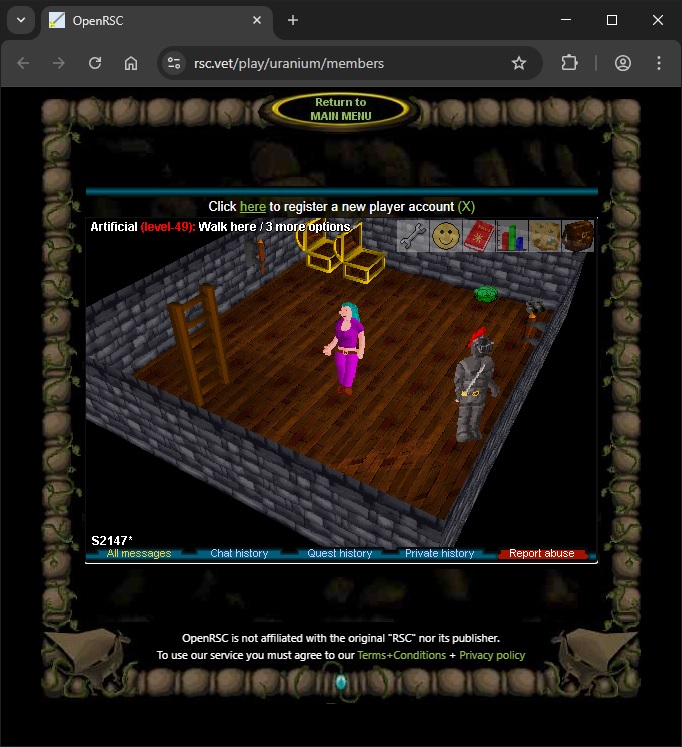 OpenRSC
rsc.vet/play/uranium/members
Return to
MAIN MENU
Click here to register a new player account (X)
Artificial (level-49): Walk here / 3 more options
S2147*
All messages
Chat history
Quest history
Private history
Report abuse
OpenRSC is not affiliated with the original "RSC" nor its publisher.
To use our service you must agree to our Terms+Conditions + Privacy policy